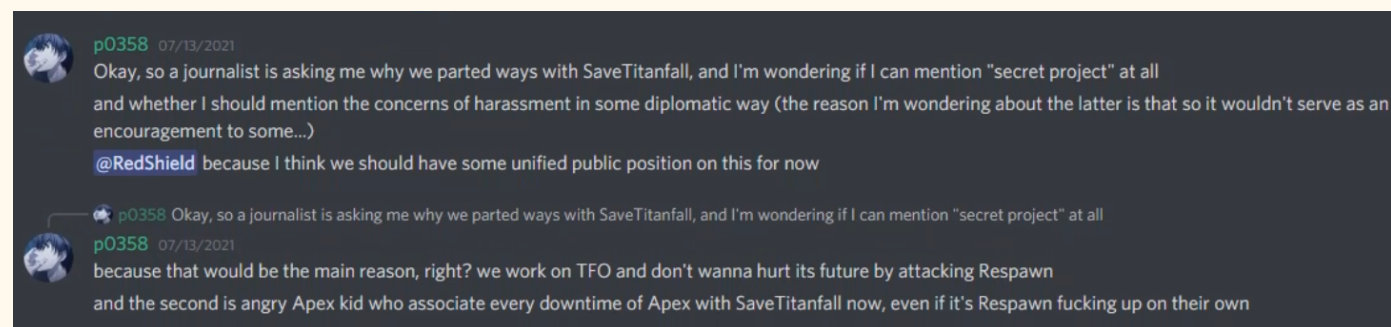 p0358 07/13/2021
Okay, so a journalist is asking me why we parted ways with SaveTitanfall, and I'm wondering if I can mention "secret project" at all
and whether I should mention the concerns of harassment in some diplomatic way (the reason I'm wondering about the latter is that so it wouldn't serve as an
encouragement to some...)
@RedShield because I think we should have some unified public position on this for now
p0358 Okay, so a journalist is asking me why we parted ways with SaveTitanfall, and I'm wondering if I can mention "secret project" at all
p0358 07/13/2021
because that would be the main reason, right? we work on TFO and don't wanna hurt its future by attacking Respawn
and the second is angry Apex kid who associate every downtime of Apex with SaveTitanfall now, even if it's Respawn fucking up on their own